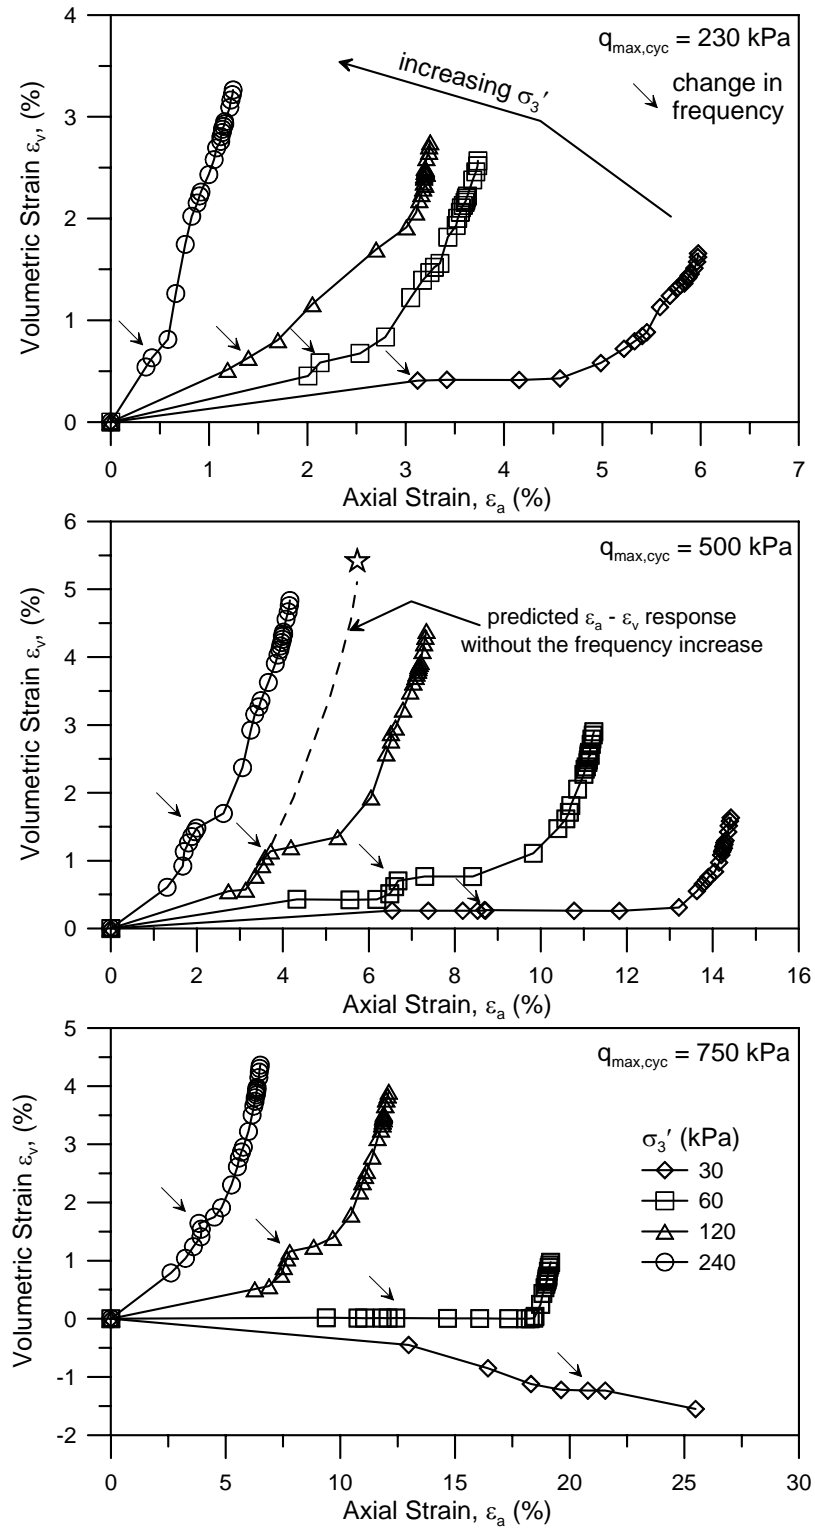 4
3
2
1
0
Volumetric Strain εv, (%)
qmax,cyc = 230 kPa
increasing σ3′
change in
frequency
0 1 2 3 4 5 6 7
Axial Strain, εa (%)
6
5
4
3
2
1
0
Volumetric Strain εv, (%)
qmax,cyc = 500 kPa
predicted εa - εv response
without the frequency increase
0 2 4 6 8 10 12 14 16
Axial Strain, εa (%)
5
4
3
2
1
0
-1
-2
Volumetric Strain εv, (%)
qmax,cyc = 750 kPa
σ3′ (kPa)
30
60
120
240
0 5 10 15 20 25 30
Axial Strain, εa (%)